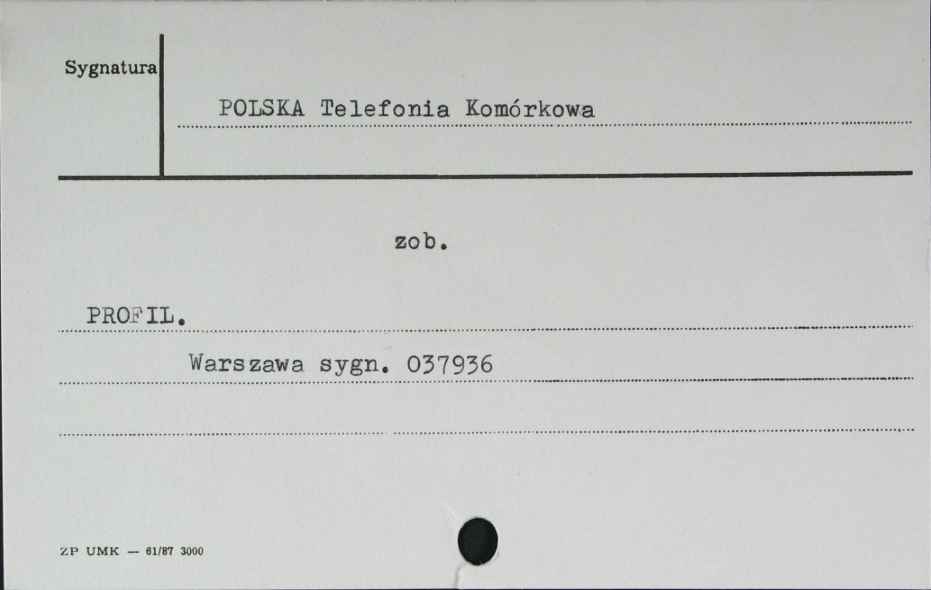 Sygnatura
POLSKA Telefonia Komórkowa
zob.
PROFIL.
Warszawa sygn. 037936
ZP UMK — 61/87 3000